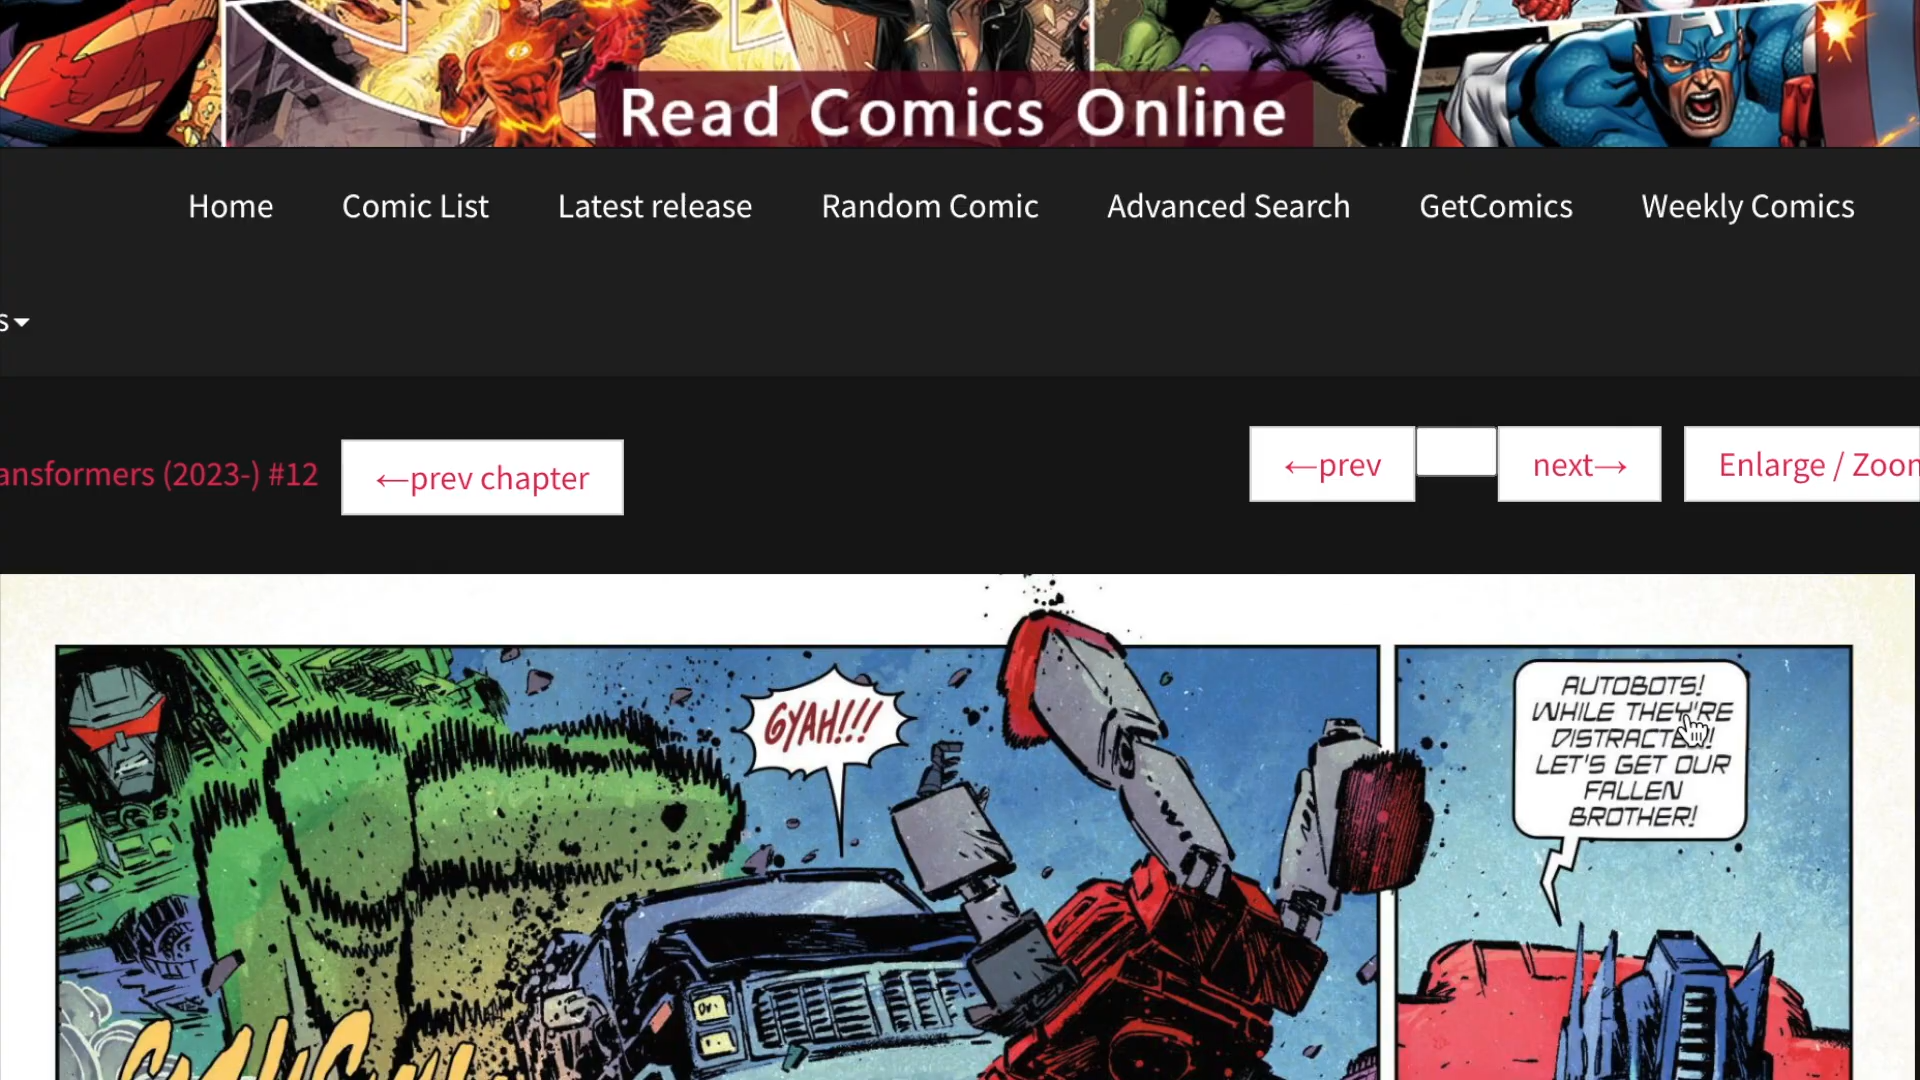 Read Comics Online
Home Comic List Latest release Random Comic Advanced Search GetComics Weekly Comics
s
ansformers (2023-) #12 ←prev chapter ←prev next→ Enlarge / Zoom
GYAH!!!
AUTOBOTS!
WHILE THEY'RE
DISTRACTED!
LET'S GET OUR
FALLEN
BROTHER!